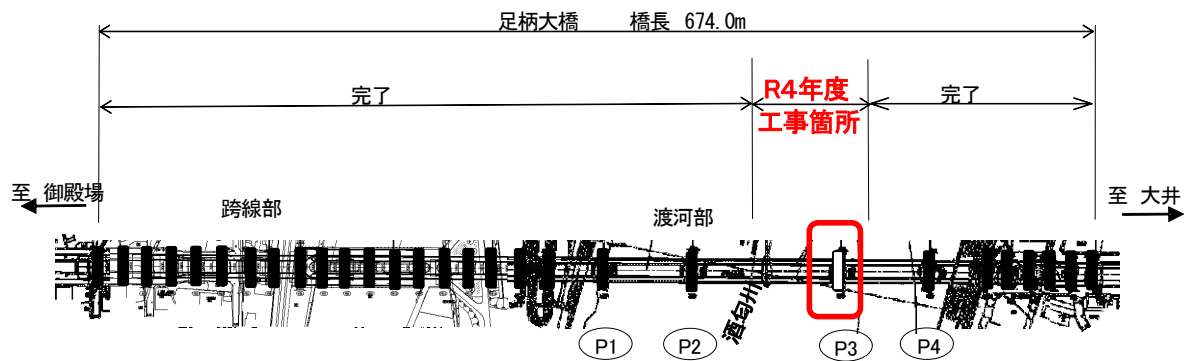 足柄大橋 橋長 674.0m
完了
R4年度
工事箇所
完了
至 御殿場
至 大井
跨線部
渡河部
酒匂川
P1
P2
P3
P4